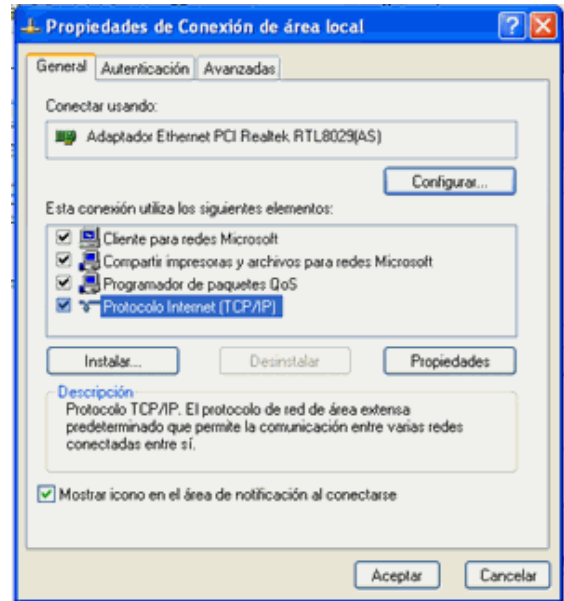 Propiedades de Conexión de área local
General Autenticación Avanzadas
Conectar usando:
Adaptador Ethernet PCI Realtek RTL8029(AS)
Configurar...
Esta conexión utiliza los siguientes elementos:
Cliente para redes Microsoft
Compartir impresoras y archivos para redes Microsoft
Programador de paquetes QoS
Protocolo Internet (TCP/IP)
Instalar... Desinstalar Propiedades
Descripción
Protocolo TCP/IP. El protocolo de red de área extensa
predeterminado que permite la comunicación entre varias redes
conectadas entre sí.
Mostrar icono en el área de notificación al conectarse
Aceptar Cancelar